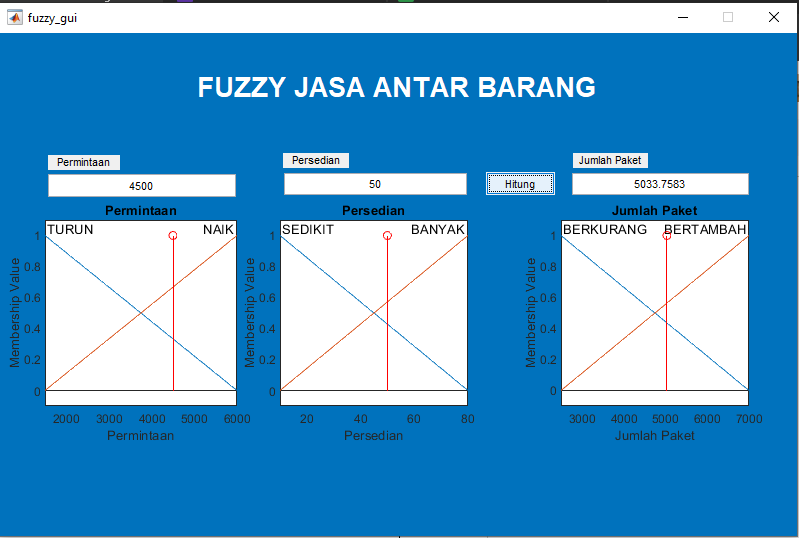 fuzzy_gui
FUZZY JASA ANTAR BARANG
Permintaan
Persedian
Jumlah Paket
4500
50
Hitung
5033.7583
Permintaan
TURUN
NAIK
Membership Value
1
0.8
0.6
0.4
0.2
0
2000 3000 4000 5000 6000
Permintaan
Persedian
SEDIKIT
BANYAK
Membership Value
1
0.8
0.6
0.4
0.2
0
20 40 60 80
Persedian
Jumlah Paket
BERKURANG
BERTAMBAH
Membership Value
1
0.8
0.6
0.4
0.2
0
3000 4000 5000 6000 7000
Jumlah Paket